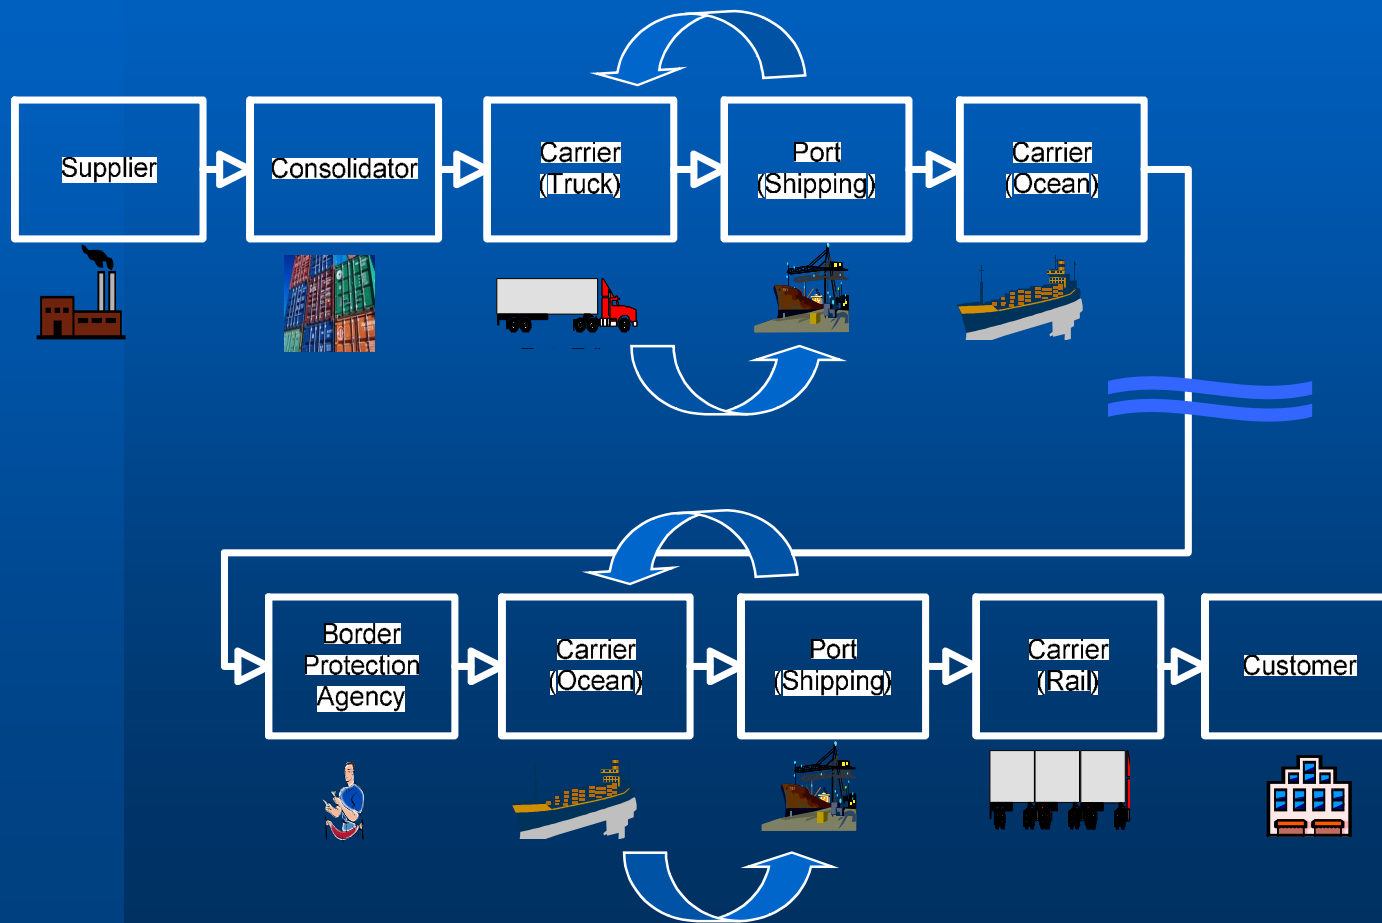 Supplier
Consolidator
Carrier
(Truck)
Port
(Shipping)
Carrier
(Ocean)
Border
Protection
Agency
Carrier
(Ocean)
Port
(Shipping)
Carrier
(Rail)
Customer